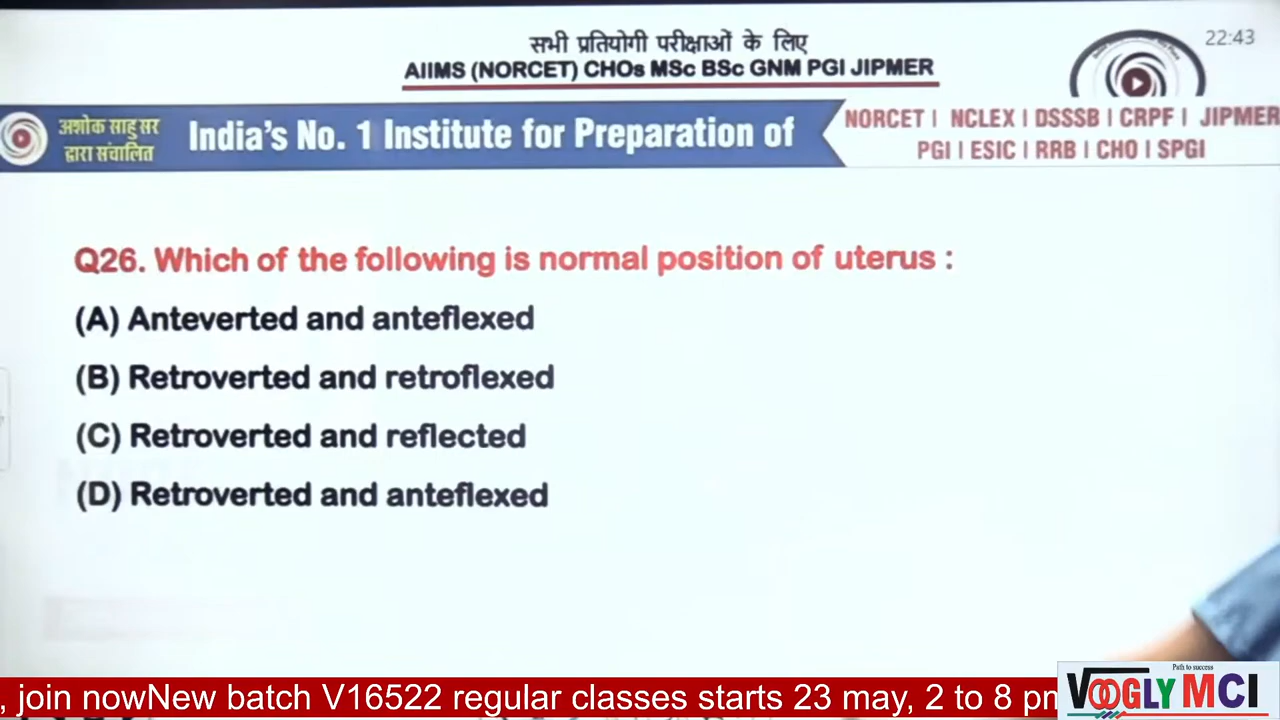 सभी प्रतियोगी परीक्षाओं के लिए
22:43
AIIMS (NORCET) CHOs MSc BSc GNM PGI JIPMER
अशोक साहु सर
द्वारा संचालित
India's No. 1 Institute for Preparation of
NORCET | NCLEX | DSSSB | CRPF | JIPMER
PGI | ESIC | RRB | CHO | SPGI
Q26. Which of the following is normal position of uterus :
(A) Anteverted and anteflexed
(B) Retroverted and retroflexed
(C) Retroverted and reflected
(D) Retroverted and anteflexed
, join nowNew batch V16522 regular classes starts 23 may, 2 to 8 pm
Path to success
VOOGLY MCI